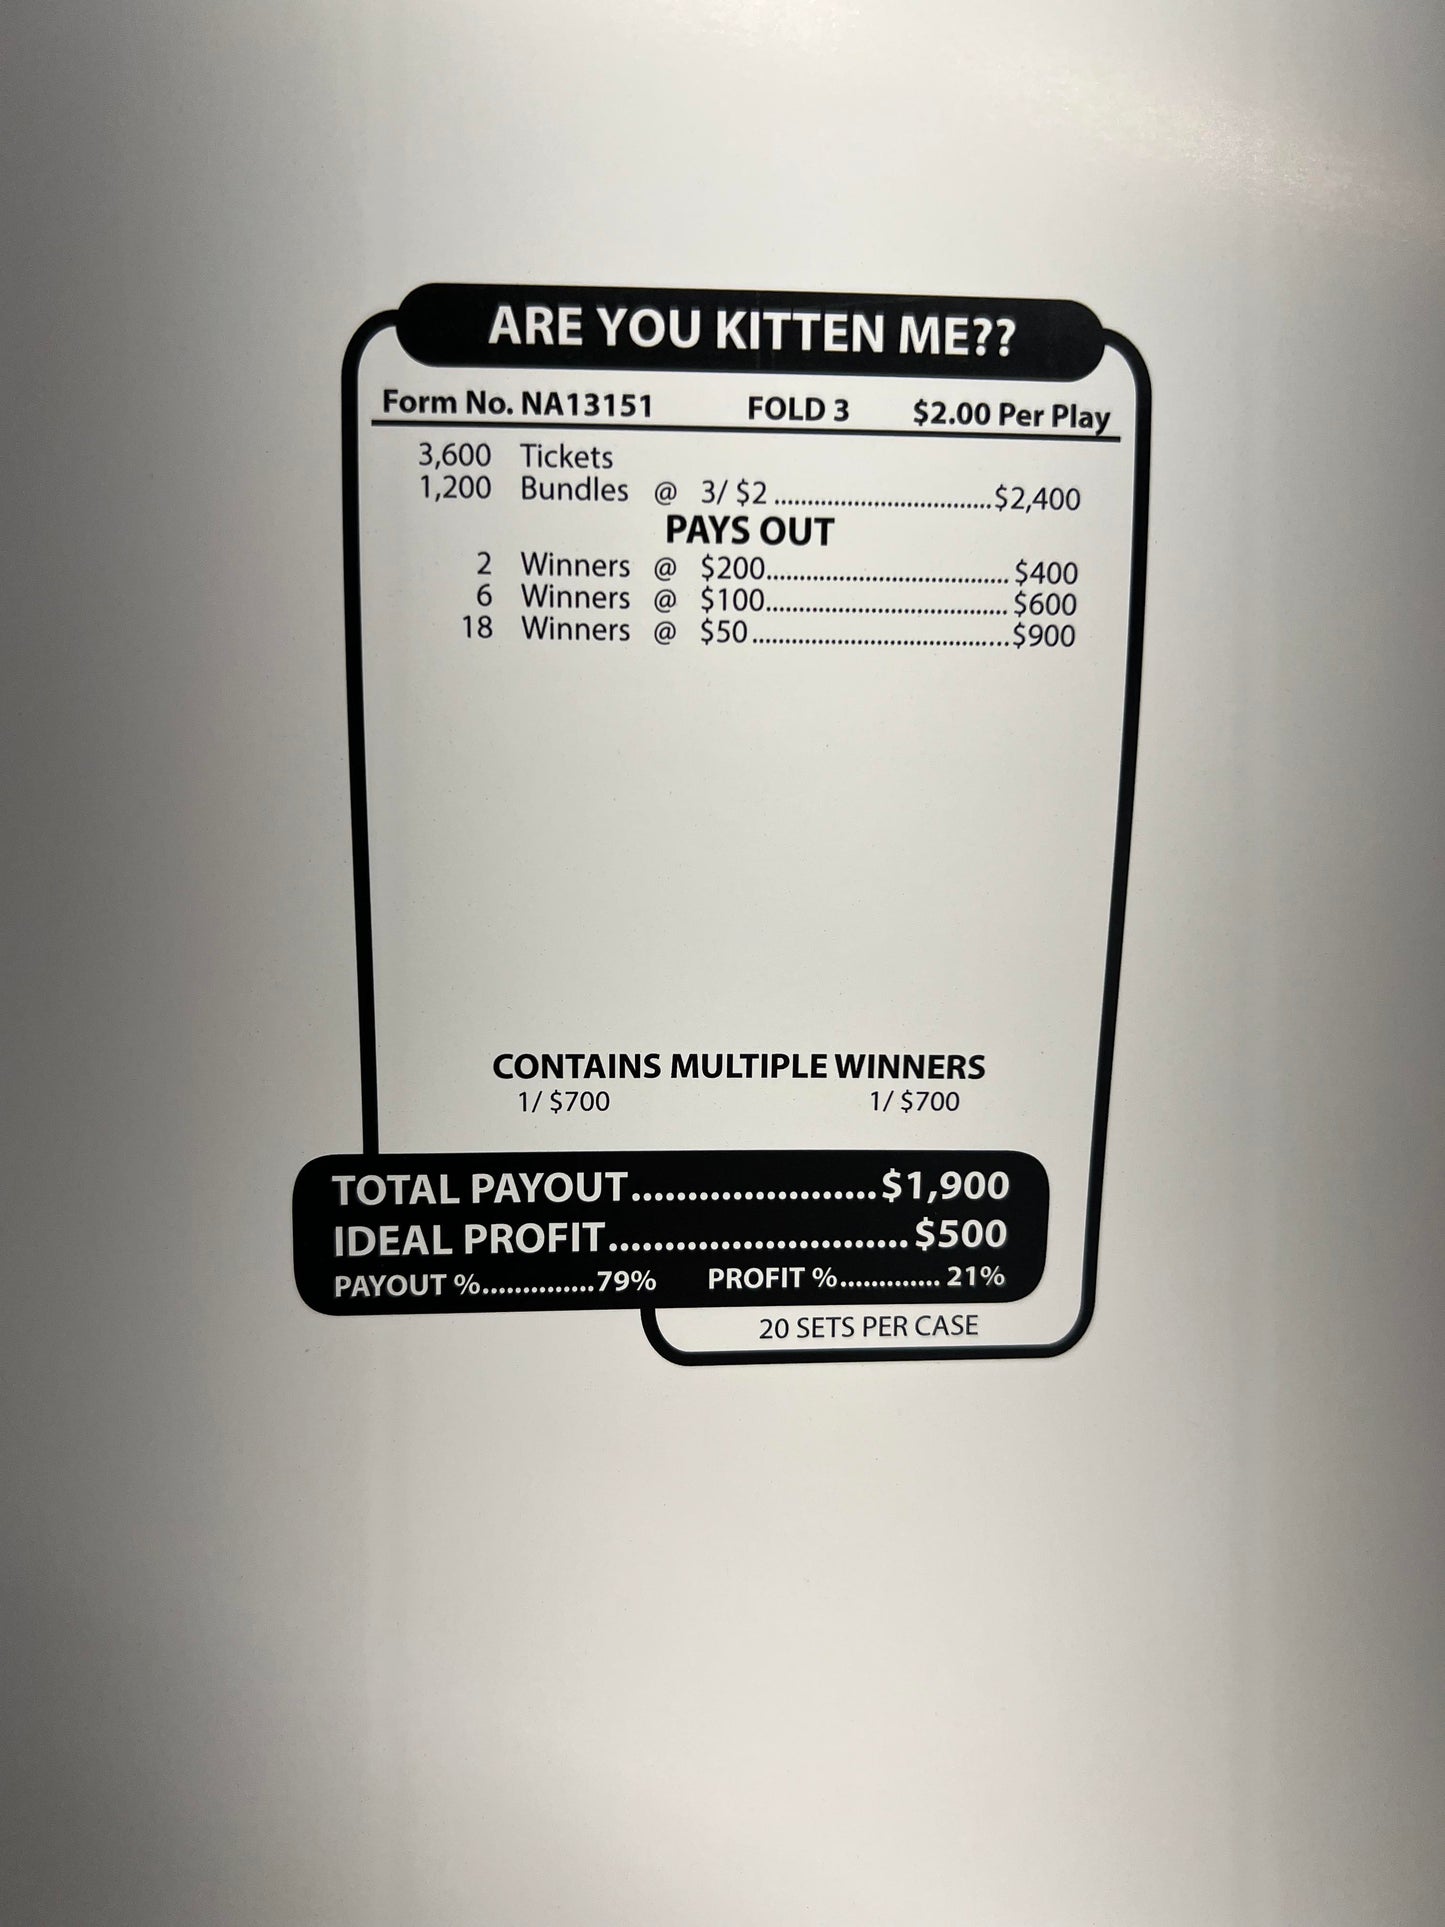 ARE YOU KITTEN ME??
Form No. NA13151 FOLD 3 $2.00 Per Play
3,600 Tickets
1,200 Bundles @ 3/ $2 ................................. $2,400
PAYS OUT
2 Winners @ $200..................................... $400
6 Winners @ $100..................................... $600
18 Winners @ $50....................................... $900
CONTAINS MULTIPLE WINNERS
1/ $700 1/ $700
TOTAL PAYOUT...................... $1,900
IDEAL PROFIT........................... $500
PAYOUT %..............79% PROFIT %............. 21%
20 SETS PER CASE